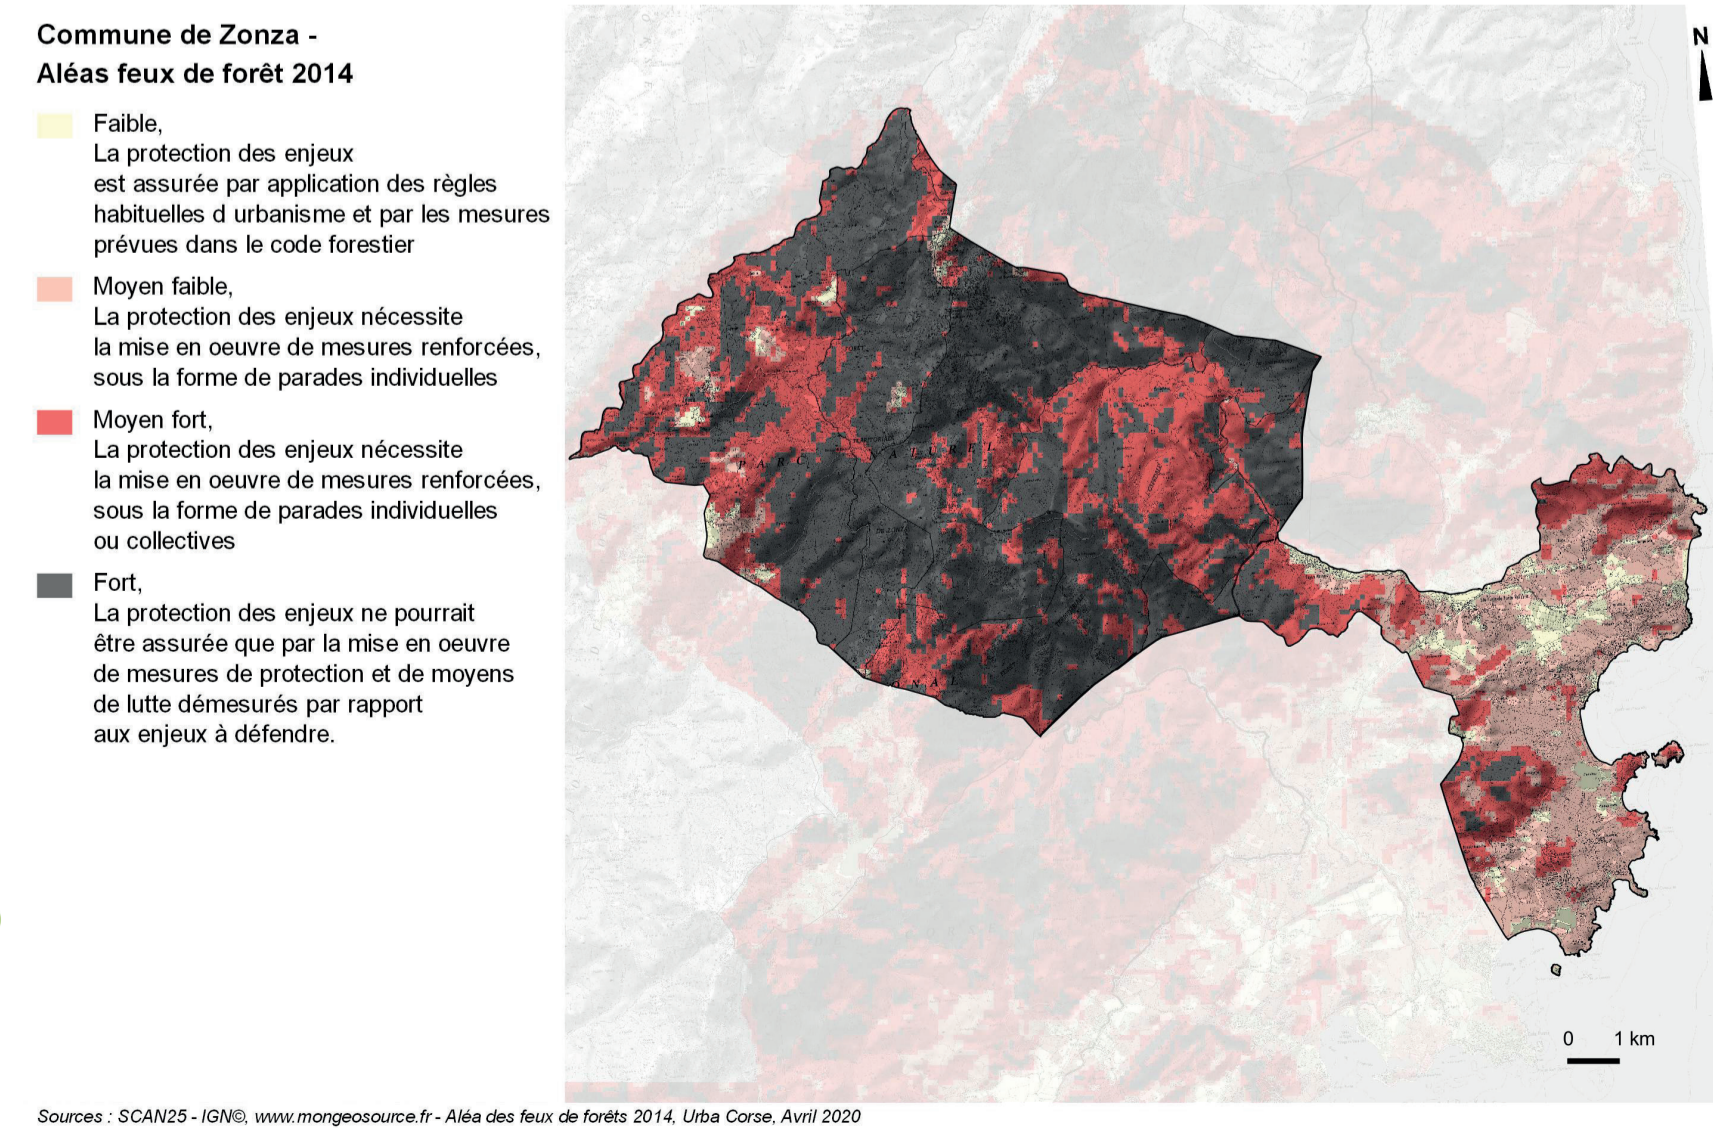 Commune de Zonza -
Aléas feux de forêt 2014
Faible,
La protection des enjeux
est assurée par application des règles
habituelles d urbanisme et par les mesures
prévues dans le code forestier
Moyen faible,
La protection des enjeux nécessite
la mise en oeuvre de mesures renforcées,
sous la forme de parades individuelles
Moyen fort,
La protection des enjeux nécessite
la mise en oeuvre de mesures renforcées,
sous la forme de parades individuelles
ou collectives
Fort,
La protection des enjeux ne pourrait
être assurée que par la mise en oeuvre
de mesures de protection et de moyens
de lutte démesurés par rapport
aux enjeux à défendre.
N
PARC
NATUREL
0 1 km
Sources : SCAN25 - IGN©, www.mongeosource.fr - Aléa des feux de forêts 2014, Urba Corse, Avril 2020